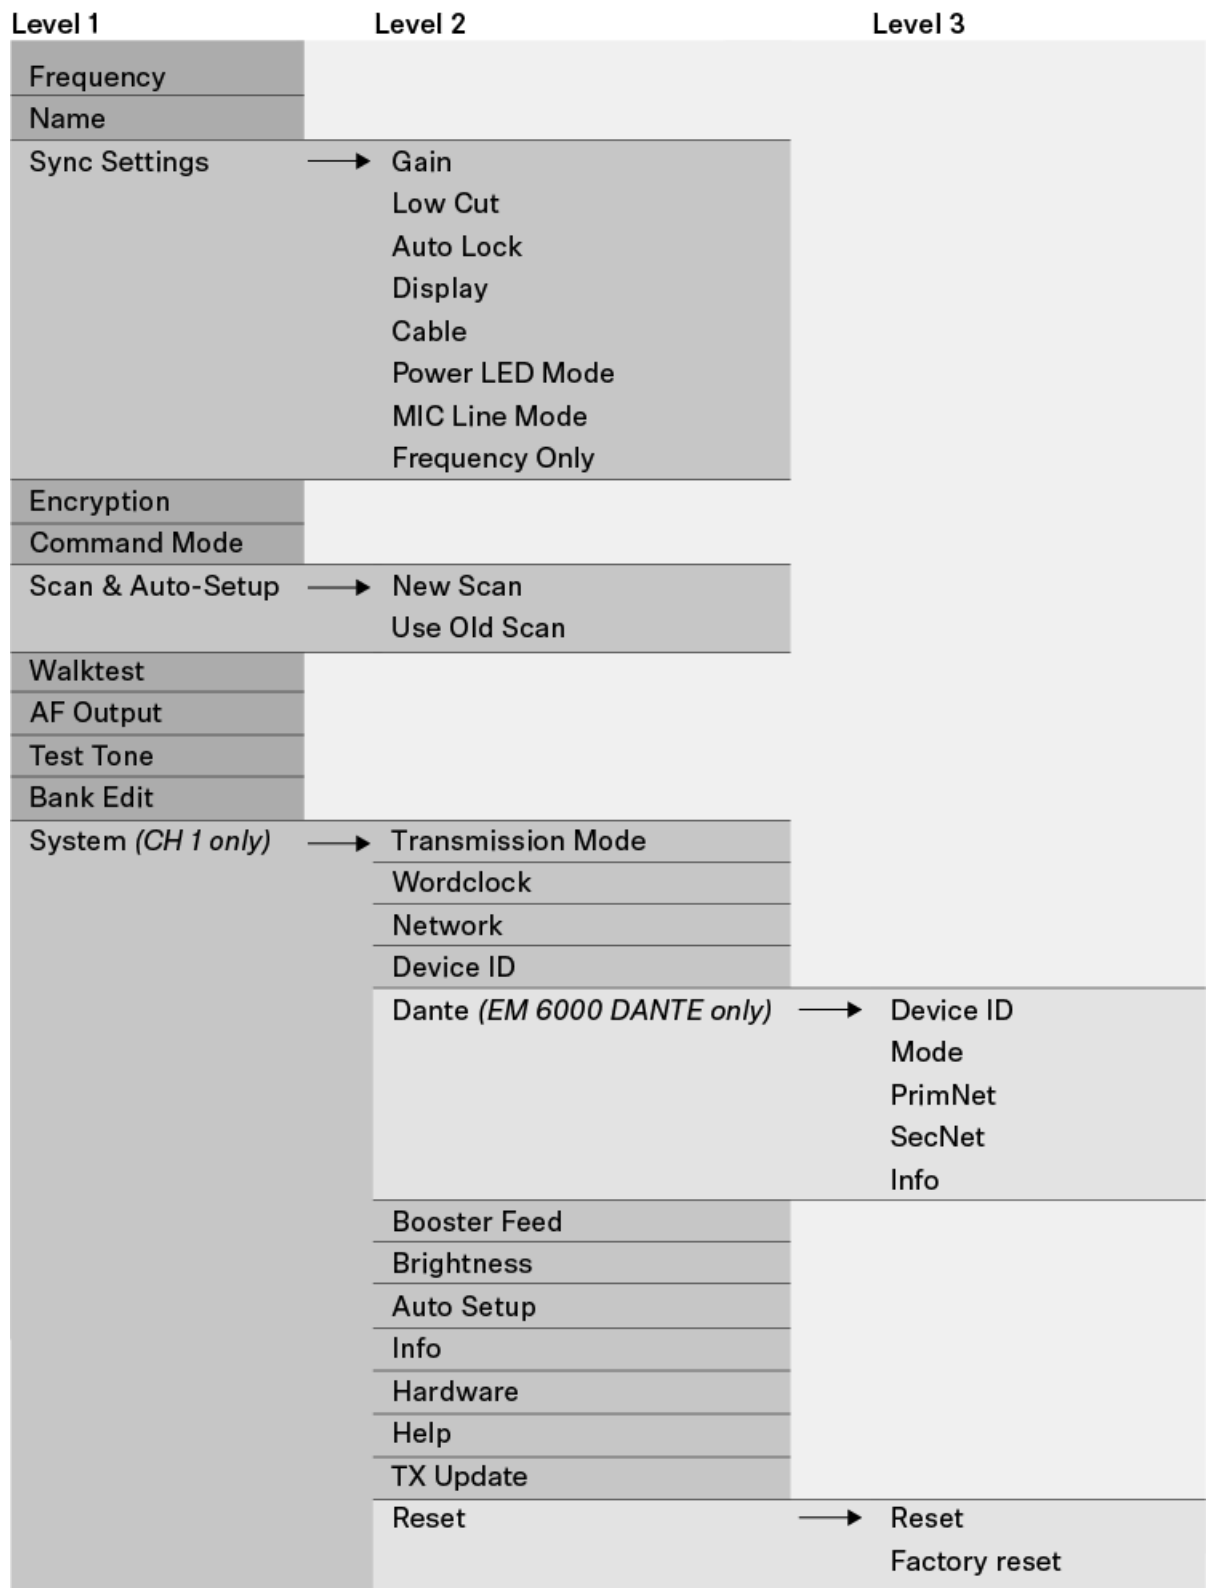 Level 1 Level 2 Level 3
Frequency
Name
Sync Settings Gain
Low Cut
Auto Lock
Display
Cable
Power LED Mode
MIC Line Mode
Frequency Only
Encryption
Command Mode
Scan & Auto-Setup New Scan
Use Old Scan
Walktest
AF Output
Test Tone
Bank Edit
System (CH 1 only) Transmission Mode
Wordclock
Network
Device ID
Dante (EM 6000 DANTE only) Device ID
Mode
PrimNet
SecNet
Info
Booster Feed
Brightness
Auto Setup
Info
Hardware
Help
TX Update
Reset Reset
Factory reset